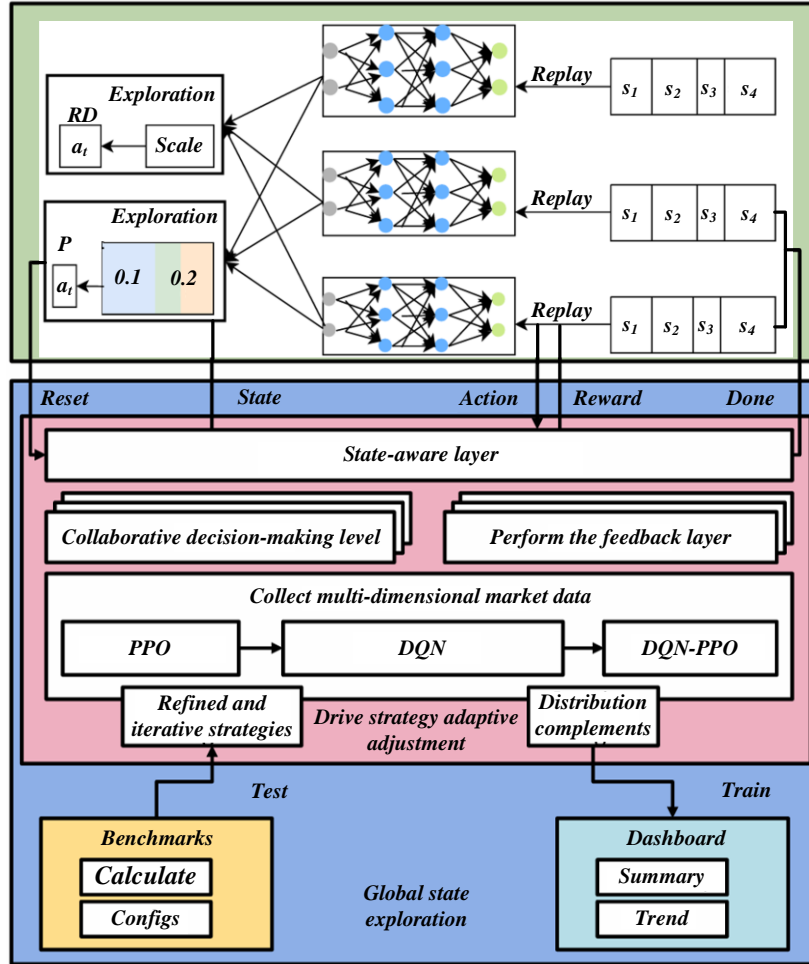 Exploration
RD
a_t
Scale
Exploration
P
a_t
0.1
0.2
Replay
s_1 s_2 s_3 s_4
Replay
s_1 s_2 s_3 s_4
Replay
s_1 s_2 s_3 s_4
Reset
State
Action
Reward
Done
State-aware layer
Collaborative decision-making level
Perform the feedback layer
Collect multi-dimensional market data
PPO
DQN
DQN-PPO
Refined and
iterative strategies
Drive strategy adaptive
adjustment
Distribution
complements
Test
Train
Benchmarks
Calculate
Configs
Global state
exploration
Dashboard
Summary
Trend